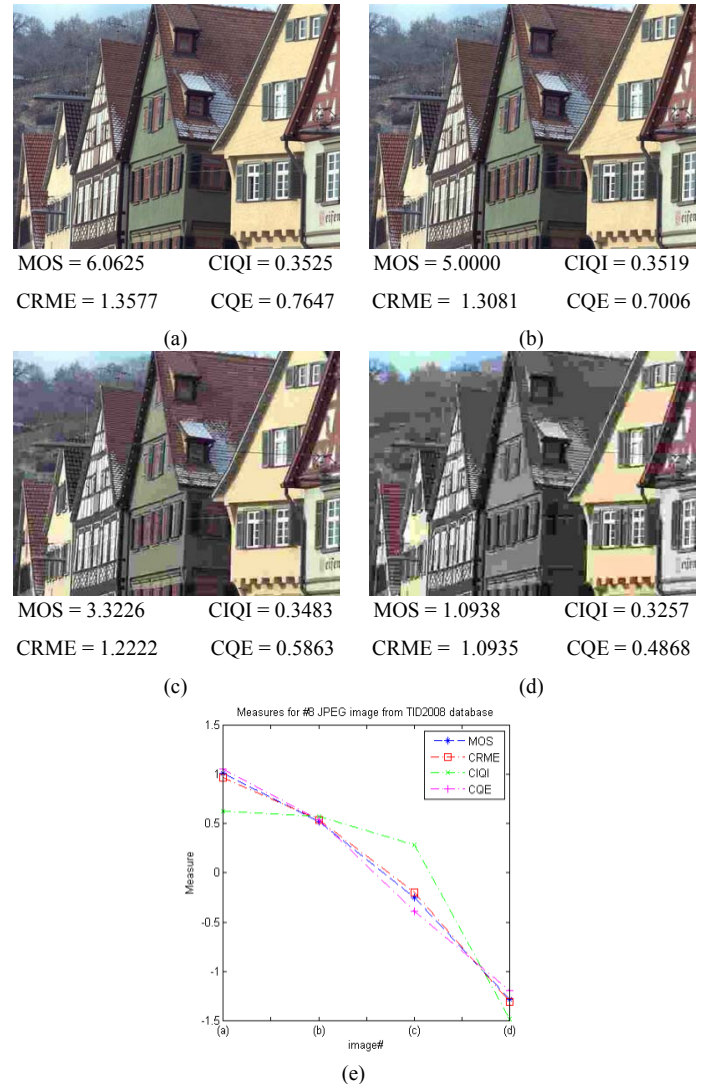 MOS = 6.0625 CIQI = 0.3525
CRME = 1.3577 CQE = 0.7647
(a)
MOS = 5.0000 CIQI = 0.3519
CRME = 1.3081 CQE = 0.7006
(b)
MOS = 3.3226 CIQI = 0.3483
CRME = 1.2222 CQE = 0.5863
(c)
MOS = 1.0938 CIQI = 0.3257
CRME = 1.0935 CQE = 0.4868
(d)
Measures for #8 JPEG image from TID2008 database
MOS
CRME
CIQI
CQE
1.5
1
0.5
0
-0.5
-1
-1.5
Measure
(a) (b) (c) (d)
image#
(e)